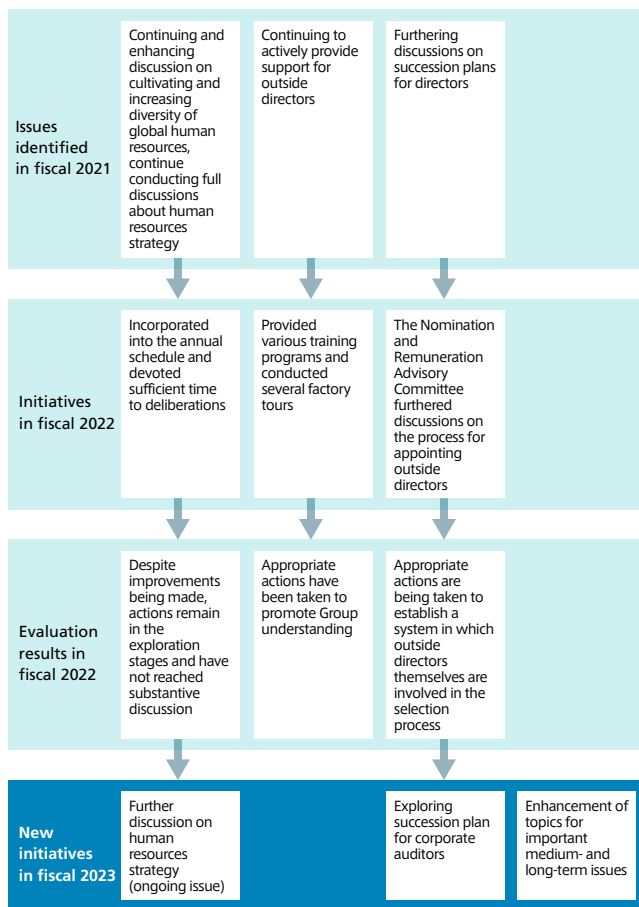 Issues
identified
in fiscal 2021
Continuing and
enhancing
discussion on
cultivating and
increasing
diversity of
global human
resources,
continue
conducting full
discussions
about human
resources
strategy
Continuing to
actively provide
support for
outside
directors
Furthering
discussions on
succession plans
for directors
Initiatives
in fiscal 2022
Incorporated
into the annual
schedule and
devoted
sufficient time
to deliberations
Provided
various training
programs and
conducted
several factory
tours
The Nomination
and
Remuneration
Advisory
Committee
furthered
discussions on
the process for
appointing
outside
directors
Evaluation
results in
fiscal 2022
Despite
improvements
being made,
actions remain
in the
exploration
stages and have
not reached
substantive
discussion
Appropriate
actions have
been taken to
promote Group
understanding
Appropriate
actions are
being taken to
establish a
system in which
outside
directors
themselves are
involved in the
selection
process
New
initiatives
in fiscal 2023
Further
discussion on
human
resources
strategy
(ongoing issue)
Exploring
succession plan
for corporate
auditors
Enhancement of
topics for
important
medium- and
long-term issues